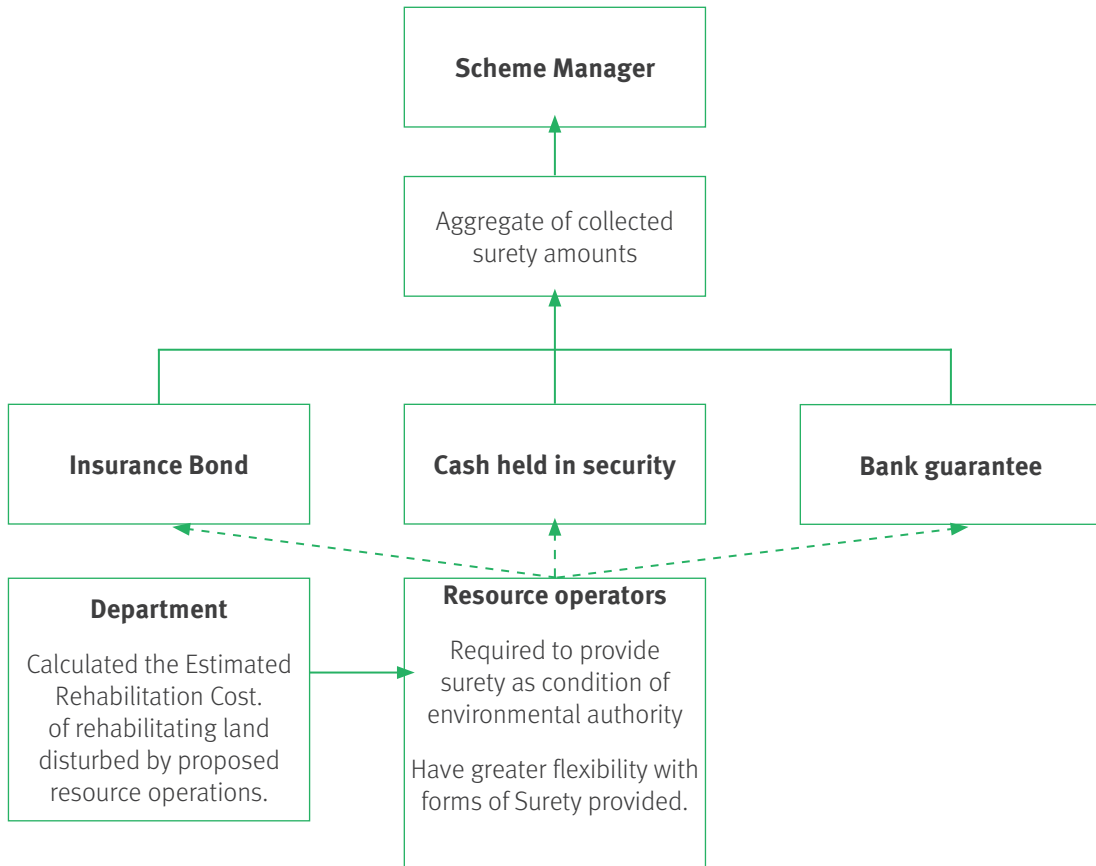 Scheme Manager
Aggregate of collected
surety amounts
Insurance Bond
Cash held in security
Bank guarantee
Department
Calculated the Estimated
Rehabilitation Cost.
of rehabilitating land
disturbed by proposed
resource operations.
Resource operators
Required to provide
surety as condition of
environmental authority
Have greater flexibility with
forms of Surety provided.